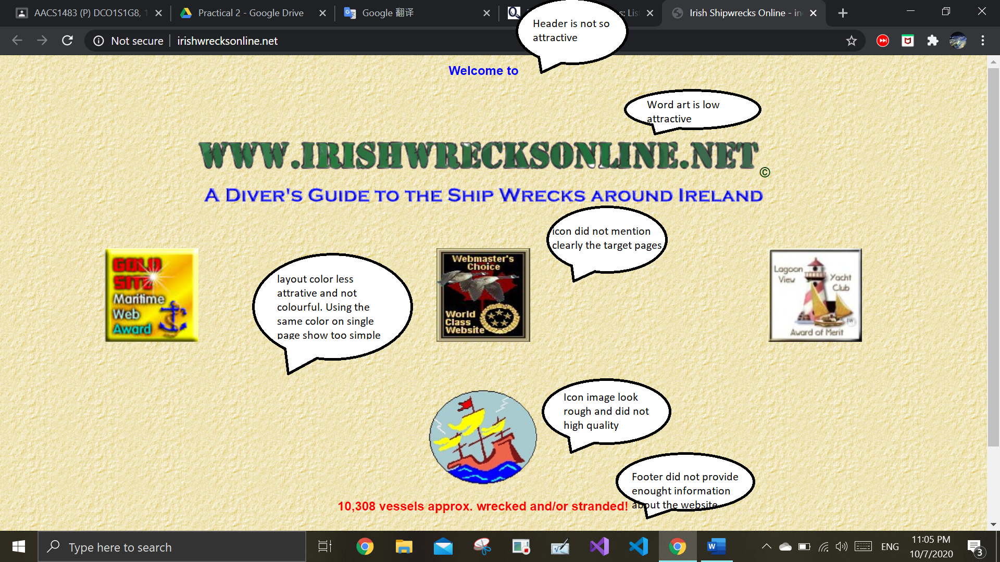 AACS1483 (P) DCO1S1G8,
Practical 2 - Google Drive
Google 翻译
s: List
Irish Shipwrecks Online - in
Not secure
irishwrecksonline.net
Header is not so
attractive
Welcome to
Word art is low
attractive
WWW.IRISHWRECKSONLINE.NET
©
A DIVER'S GUIDE TO THE SHIP WRECKS AROUND IRELAND
icon did not mention
clearly the target pages
GOLD
SITE
Maritime
Web
Award
layout color less
attrative and not
colourful. Using the
same color on single
page show too simple
Webmaster's
Choice
World
Class
Website
Lagoon
View
Yacht
Club
Award of Merit
Icon image look
rough and did not
high quality
Footer did not provide
enought information
about the website
10,308 vessels approx. wrecked and/or stranded!
Type here to search
ENG
11:05 PM
10/7/2020
3